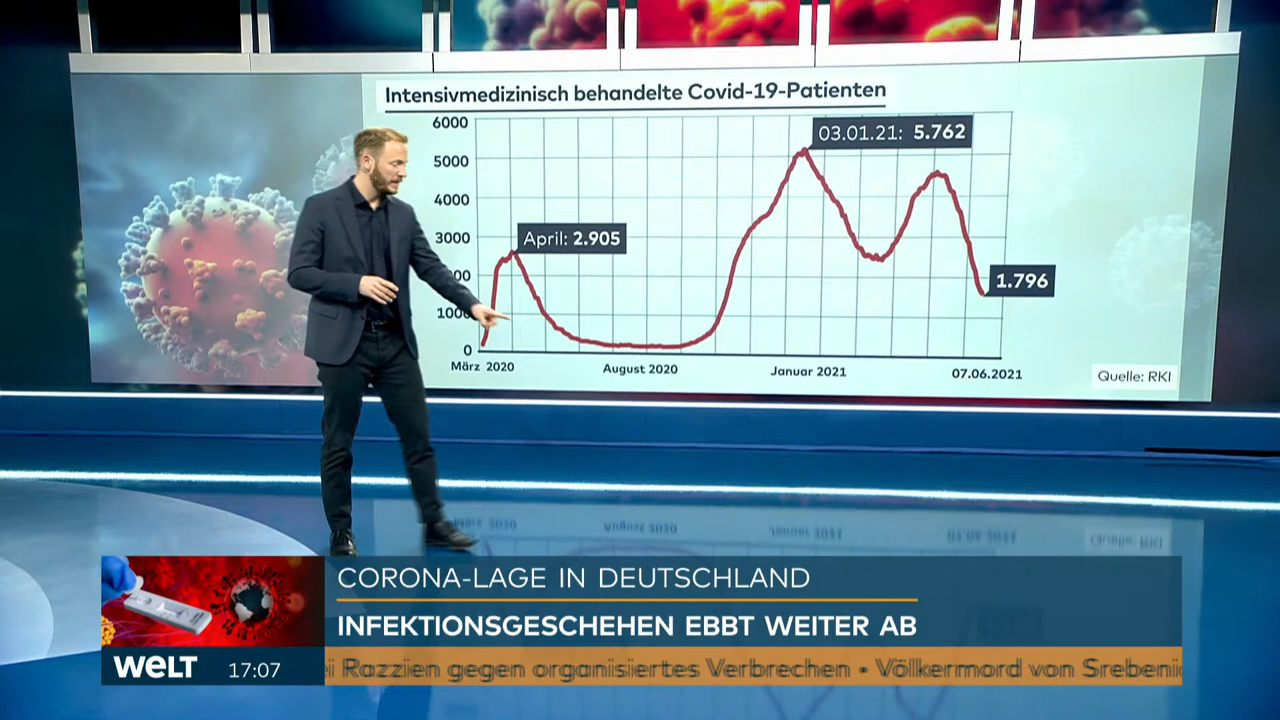 Intensivmedizinisch behandelte Covid-19-Patienten
6000
03.01.21: 5.762
5000
4000
3000
April: 2.905
00
1.796
1000
0
März 2020
August 2020
Januar 2021
07.06.2021
Quelle: RKI
CORONA-LAGE IN DEUTSCHLAND
INFEKTIONSGESCHEHEN EBBT WEITER AB
welt 17:07
Razzien gegen organisiertes Verbrechen • Völkermord von